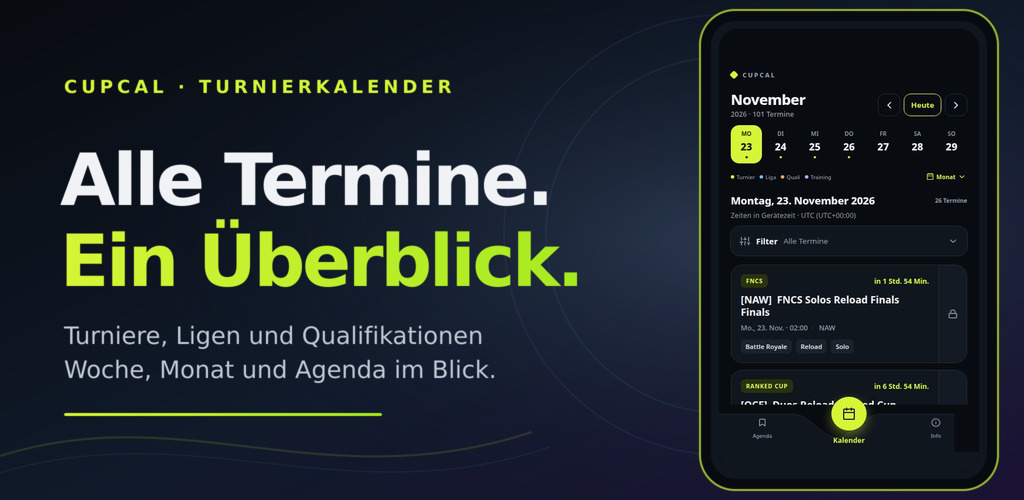 CUPCAL · TURNIERKALENDER
Alle Termine.
Ein Überblick.
Turniere, Ligen und Qualifikationen
Woche, Monat und Agenda im Blick.
CUPCAL
November
2026 · 101 Termine
Heute
MO DI MI DO FR SA SO
23 24 25 26 27 28 29
Turnier Liga Quali Training
Monat
Montag, 23. November 2026
26 Termine
Zeiten in Gerätezeit · UTC (UTC+00:00)
Filter Alle Termine
FNCS
in 1 Std. 54 Min.
[NAW] FNCS Solos Reload Finals
Finals
Mo., 23. Nov. · 02:00 NAW
Battle Royale Reload Solo
RANKED CUP
in 6 Std. 54 Min.
[OCE] Duos Reload Cup
Agenda
Kalender
Info